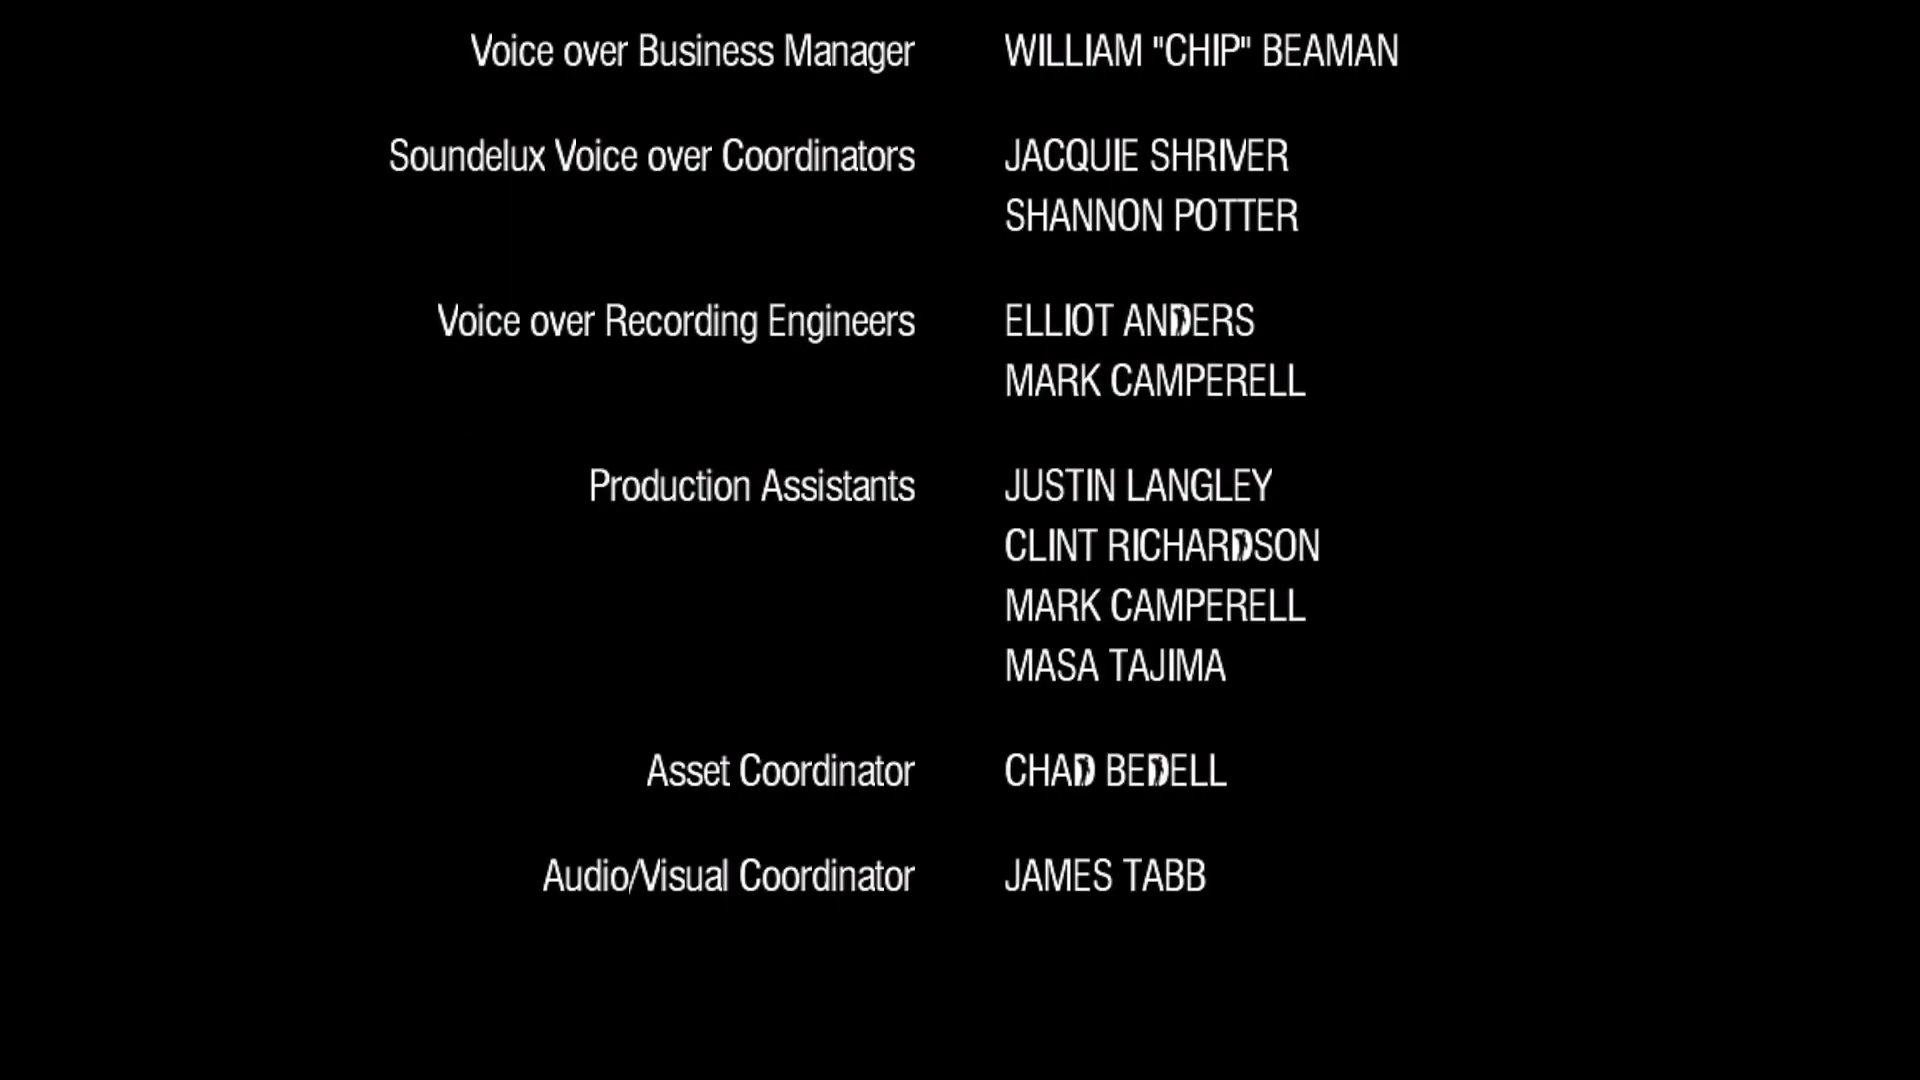 Voice over Business Manager WILLIAM "CHIP" BEAMAN
Soundelux Voice over Coordinators JACQUIE SHRIVER
SHANNON POTTER
Voice over Recording Engineers ELLIOT ANDERS
MARK CAMPERELL
Production Assistants JUSTIN LANGLEY
CLINT RICHARDSON
MARK CAMPERELL
MASA TAJIMA
Asset Coordinator CHAD BEDELL
Audio/Visual Coordinator JAMES TABB